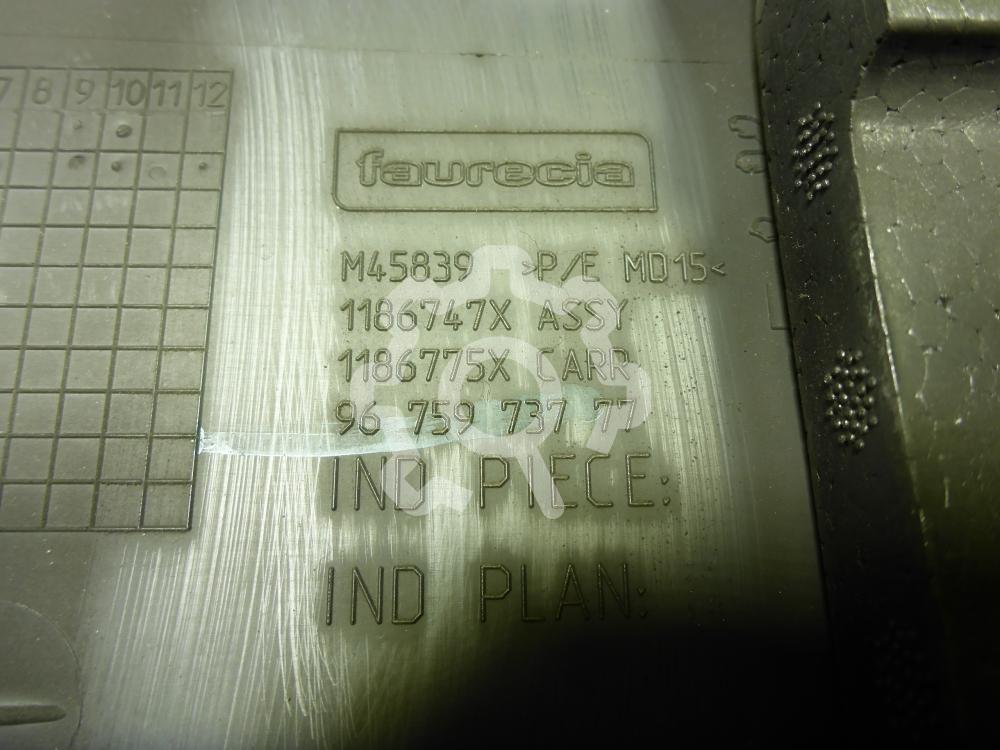 7 8 9 10 11 12
faurecia
M45839 >P/E MD15<
1186747X ASSY
1186775X CARR
96 759 737 77
IND PIECE:
IND PLAN: